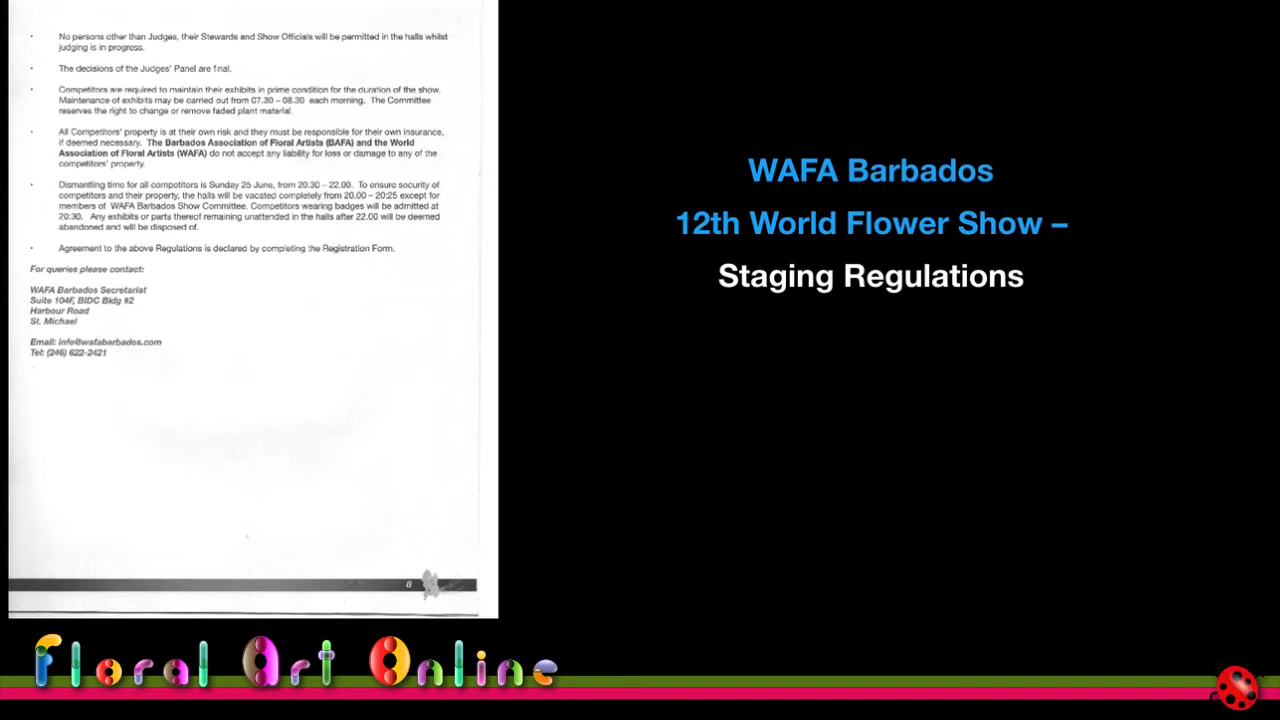 · No persons other than Judges, their Stewards and Show Officials will be permitted in the halls whilst
judging is in progress.
· The decisions of the Judges' Panel are final.
· Competitors are required to maintain their exhibits in prime condition for the duration of the show.
Maintenance of exhibits may be carried out from 07.30 – 08.30 each morning. The Committee
reserves the right to change or remove faded plant material.
· All Competitors' property is at their own risk and they must be responsible for their own insurance,
if deemed necessary. The Barbados Association of Floral Artists (BAFA) and the World
Association of Floral Artists (WAFA) do not accept any liability for loss or damage to any of the
competitors' property.
· Dismantling time for all competitors is Sunday 25 June, from 20.30 – 22.00. To ensure security of
competitors and their property, the halls will be vacated completely from 20.00 – 20:25 except for
members of WAFA Barbados Show Committee. Competitors wearing badges will be admitted at
20:30. Any exhibits or parts thereof remaining unattended in the halls after 22.00 will be deemed
abandoned and will be disposed of.
· Agreement to the above Regulations is declared by completing the Registration Form.
For queries please contact:
WAFA Barbados Secretariat
Suite 104F, BIDC Bldg #2
Harbour Road
St. Michael
Email: info@wafabarbados.com
Tel: (246) 622-2421
8
WAFA Barbados
12th World Flower Show –
Staging Regulations
Floral Art Online